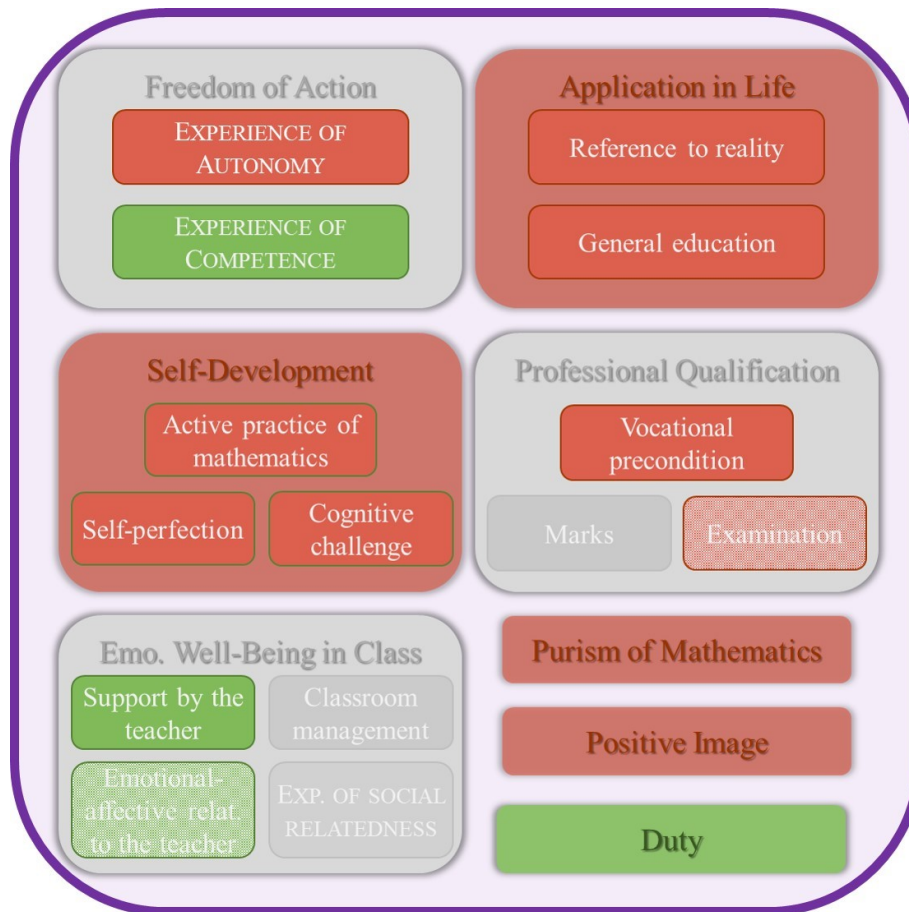 Freedom of Action
EXPERIENCE OF
AUTONOMY
EXPERIENCE OF
COMPETENCE
Application in Life
Reference to reality
General education
Self-Development
Active practice of
mathematics
Self-perfection
Cognitive
challenge
Professional Qualification
Vocational
precondition
Marks
Examination
Emo. Well-Being in Class
Support by the
teacher
Classroom
management
Emotional-
affective relat.
to the teacher
EXP. OF SOCIAL
RELATEDNESS
Purism of Mathematics
Positive Image
Duty